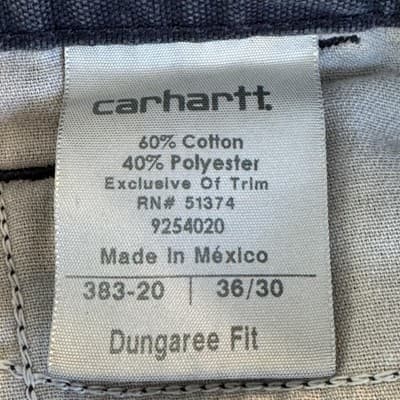 carhartt.
60% Cotton
40% Polyester
Exclusive Of Trim
RN# 51374
9254020
Made In México
383-20 36/30
Dungaree Fit